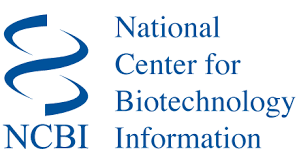 NCBI
National
Center for
Biotechnology
Information